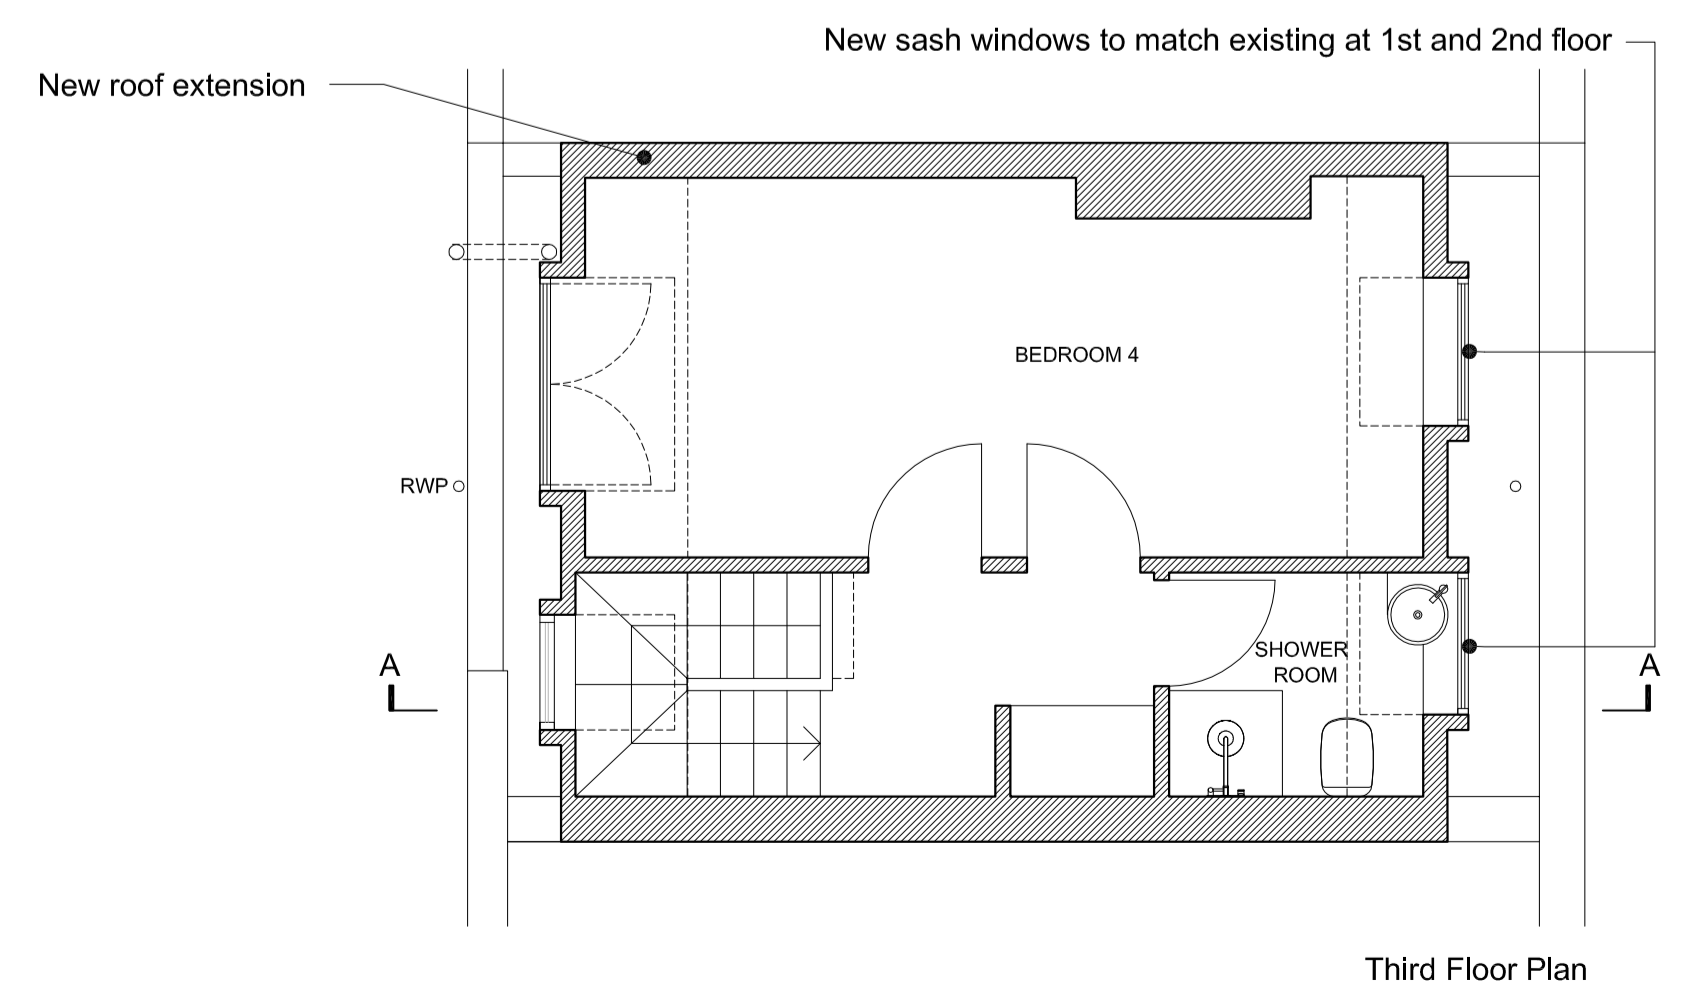 New sash windows to match existing at 1st and 2nd floor
New roof extension
BEDROOM 4
RWP
SHOWER
ROOM
A
A
Third Floor Plan